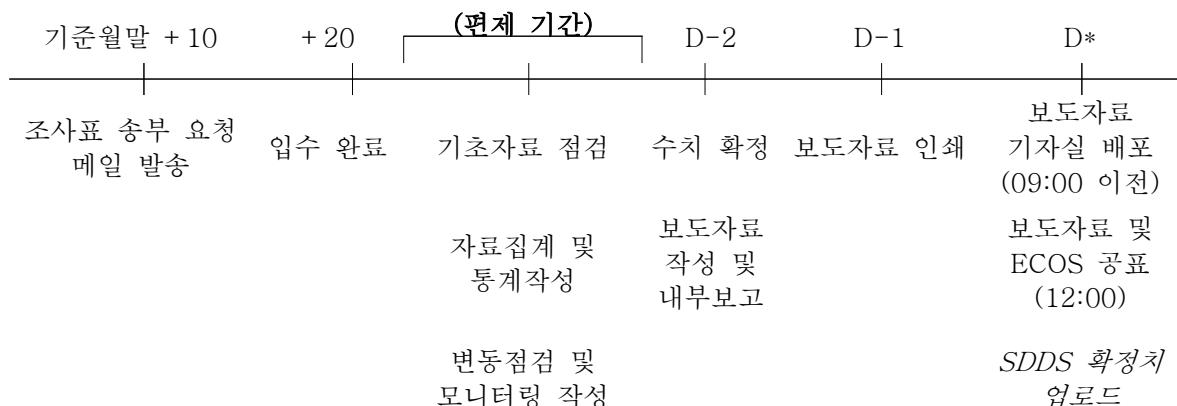 기준월말 +10
+20
(편제 기간)
D-2
D-1
D*
조사표 송부 요청
메일 발송
입수 완료
기초자료 점검
수치 확정
보도자료 인쇄
보도자료
기자실 배포
(09:00 이전)
자료집계 및
통계작성
보도자료
작성 및
내부보고
보도자료 및
ECOS 공표
(12:00)
변동점검 및
모니터링 작성
SDDS 확정치
업로드